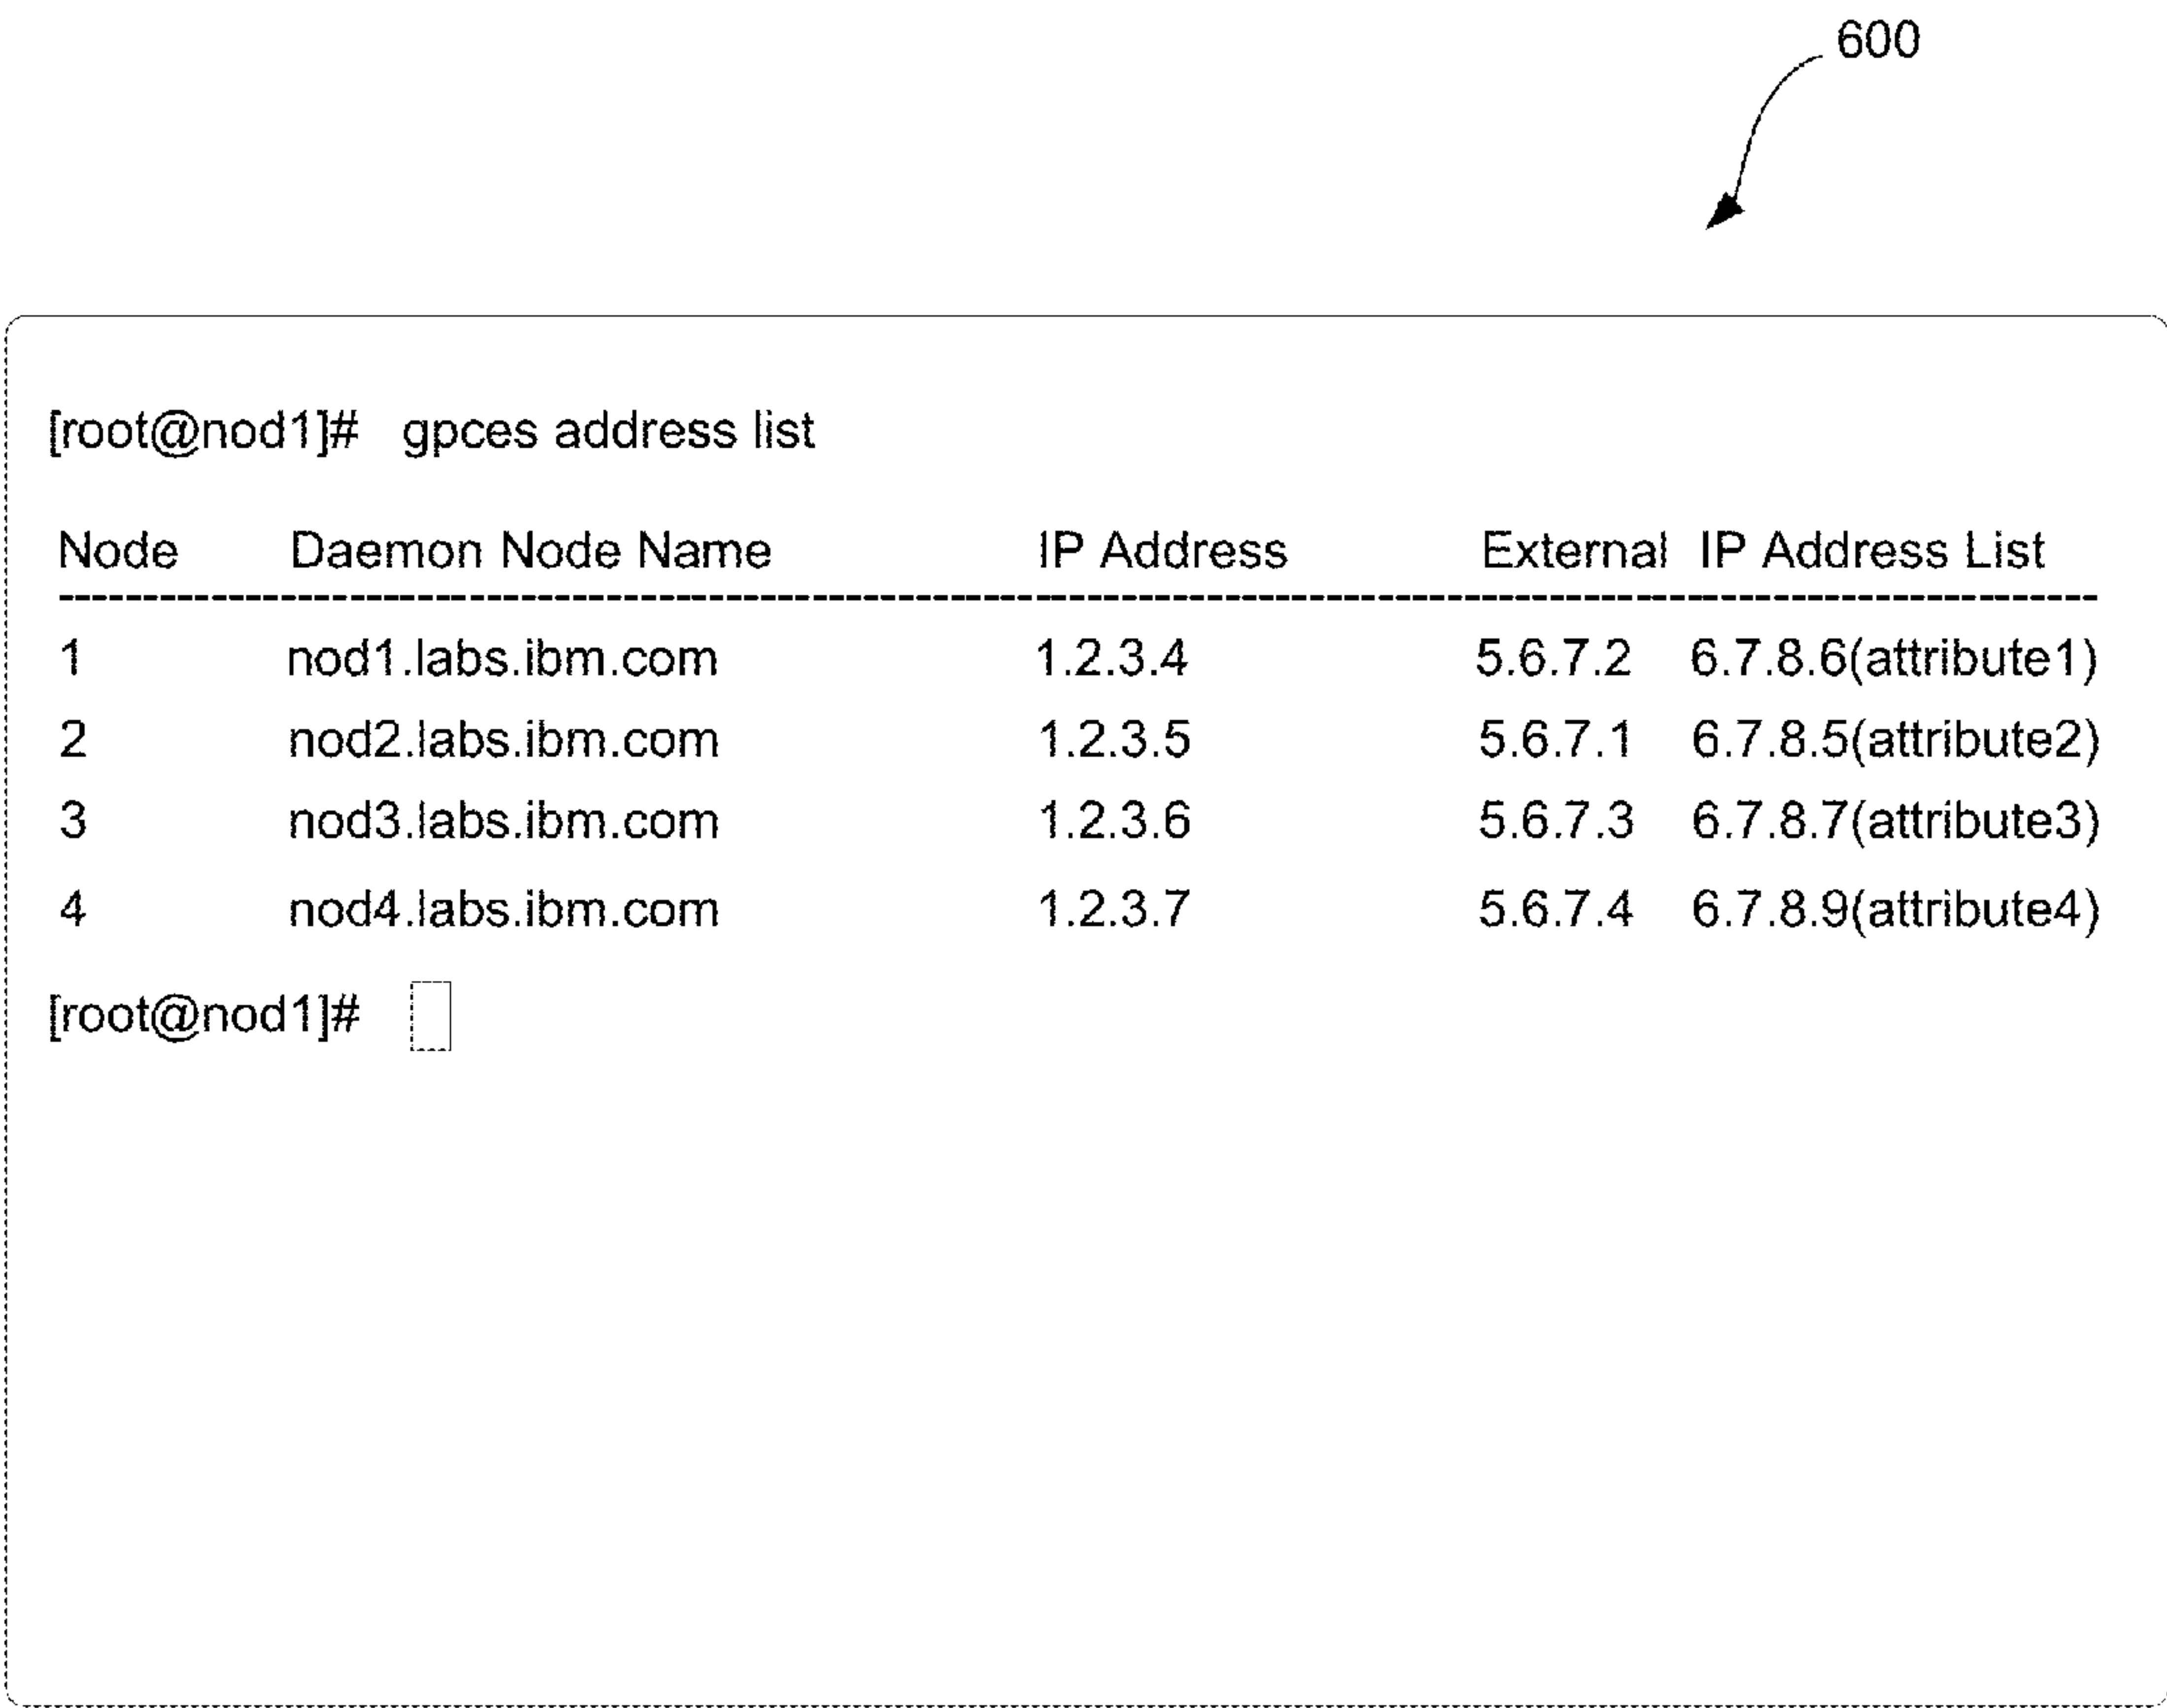 600
[root@nod1]# gpces address list
Node Daemon Node Name IP Address External IP Address List
1 nod1.labs.ibm.com 1.2.3.4 5.6.7.2 6.7.8.6(attribute1)
2 nod2.labs.ibm.com 1.2.3.5 5.6.7.1 6.7.8.5(attribute2)
3 nod3.labs.ibm.com 1.2.3.6 5.6.7.3 6.7.8.7(attribute3)
4 nod4.labs.ibm.com 1.2.3.7 5.6.7.4 6.7.8.9(attribute4)
[root@nod1]#